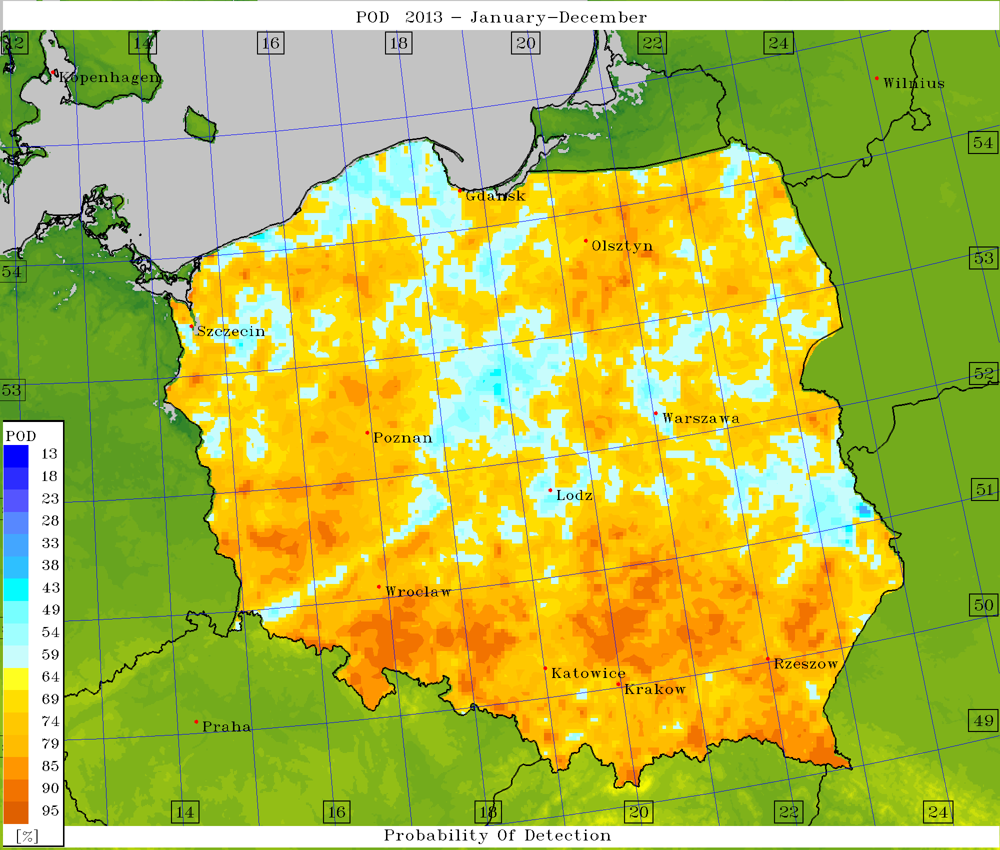 POD 2013 - January-December
12 14 16 18 20 22 24
Kopenhagen
Wilnius
54
Gdansk
Olsztyn
53
54
Szczecin
52
53
Warszawa
POD
Poznan
13
18
51
Lodz
23
28
33
38
43
Wroclaw
49
50
54
59
Rzeszow
64
Katowice
Krakow
69
74
49
Praha
79
85
90
95
14 16 18 20 22 24
[%]
Probability Of Detection